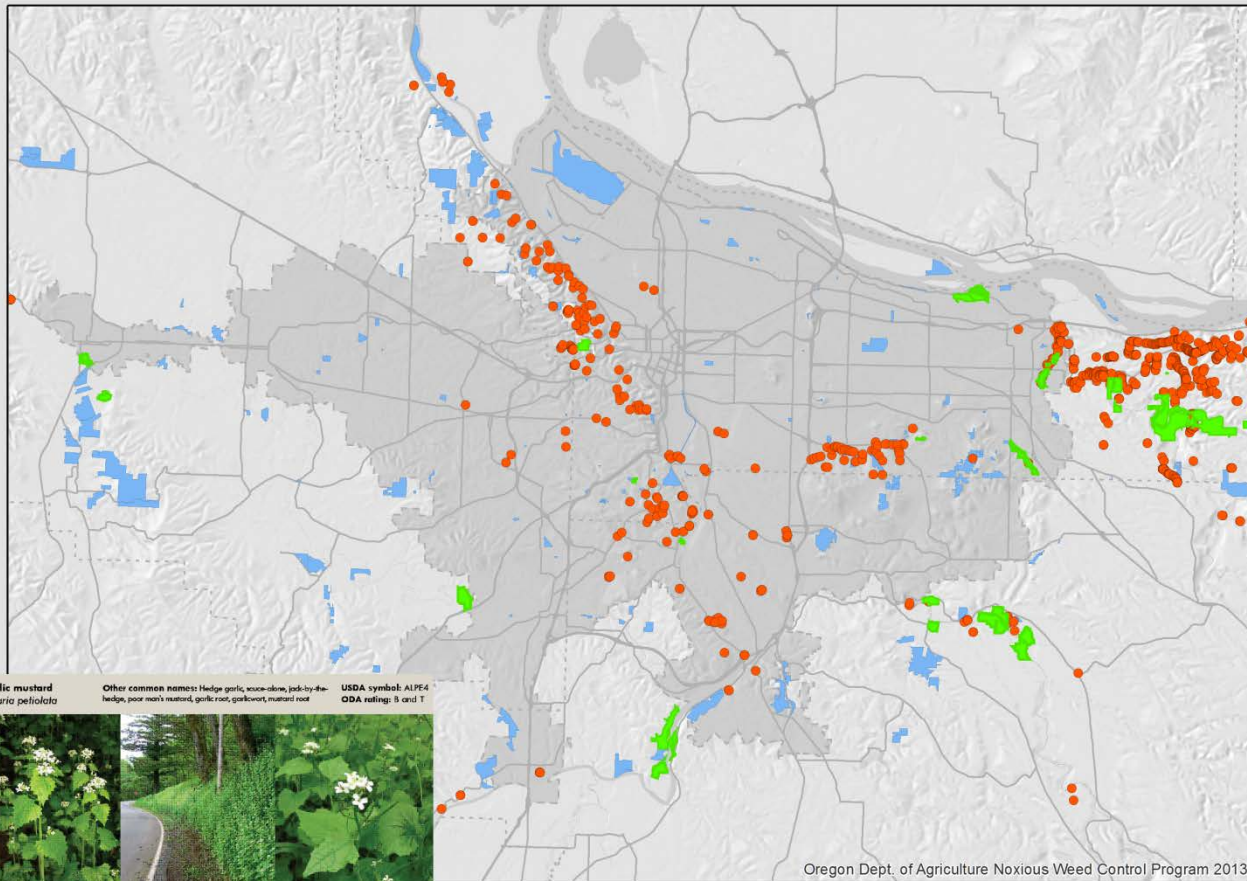 lic mustard
uria petiolata
Other common names: Hedge garlic, sauce-alone, jack-by-the-
hedge, poor man's mustard, garlic root, garlicwort, mustard root
USDA symbol: ALPE4
ODA rating: B and T
Oregon Dept. of Agriculture Noxious Weed Control Program 2013